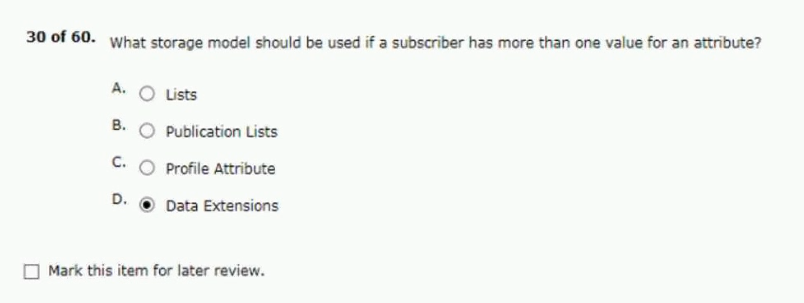 30 of 60. What storage model should be used if a subscriber has more than one value for an attribute?
A. Lists
B. Publication Lists
C. Profile Attribute
D. Data Extensions
Mark this item for later review.